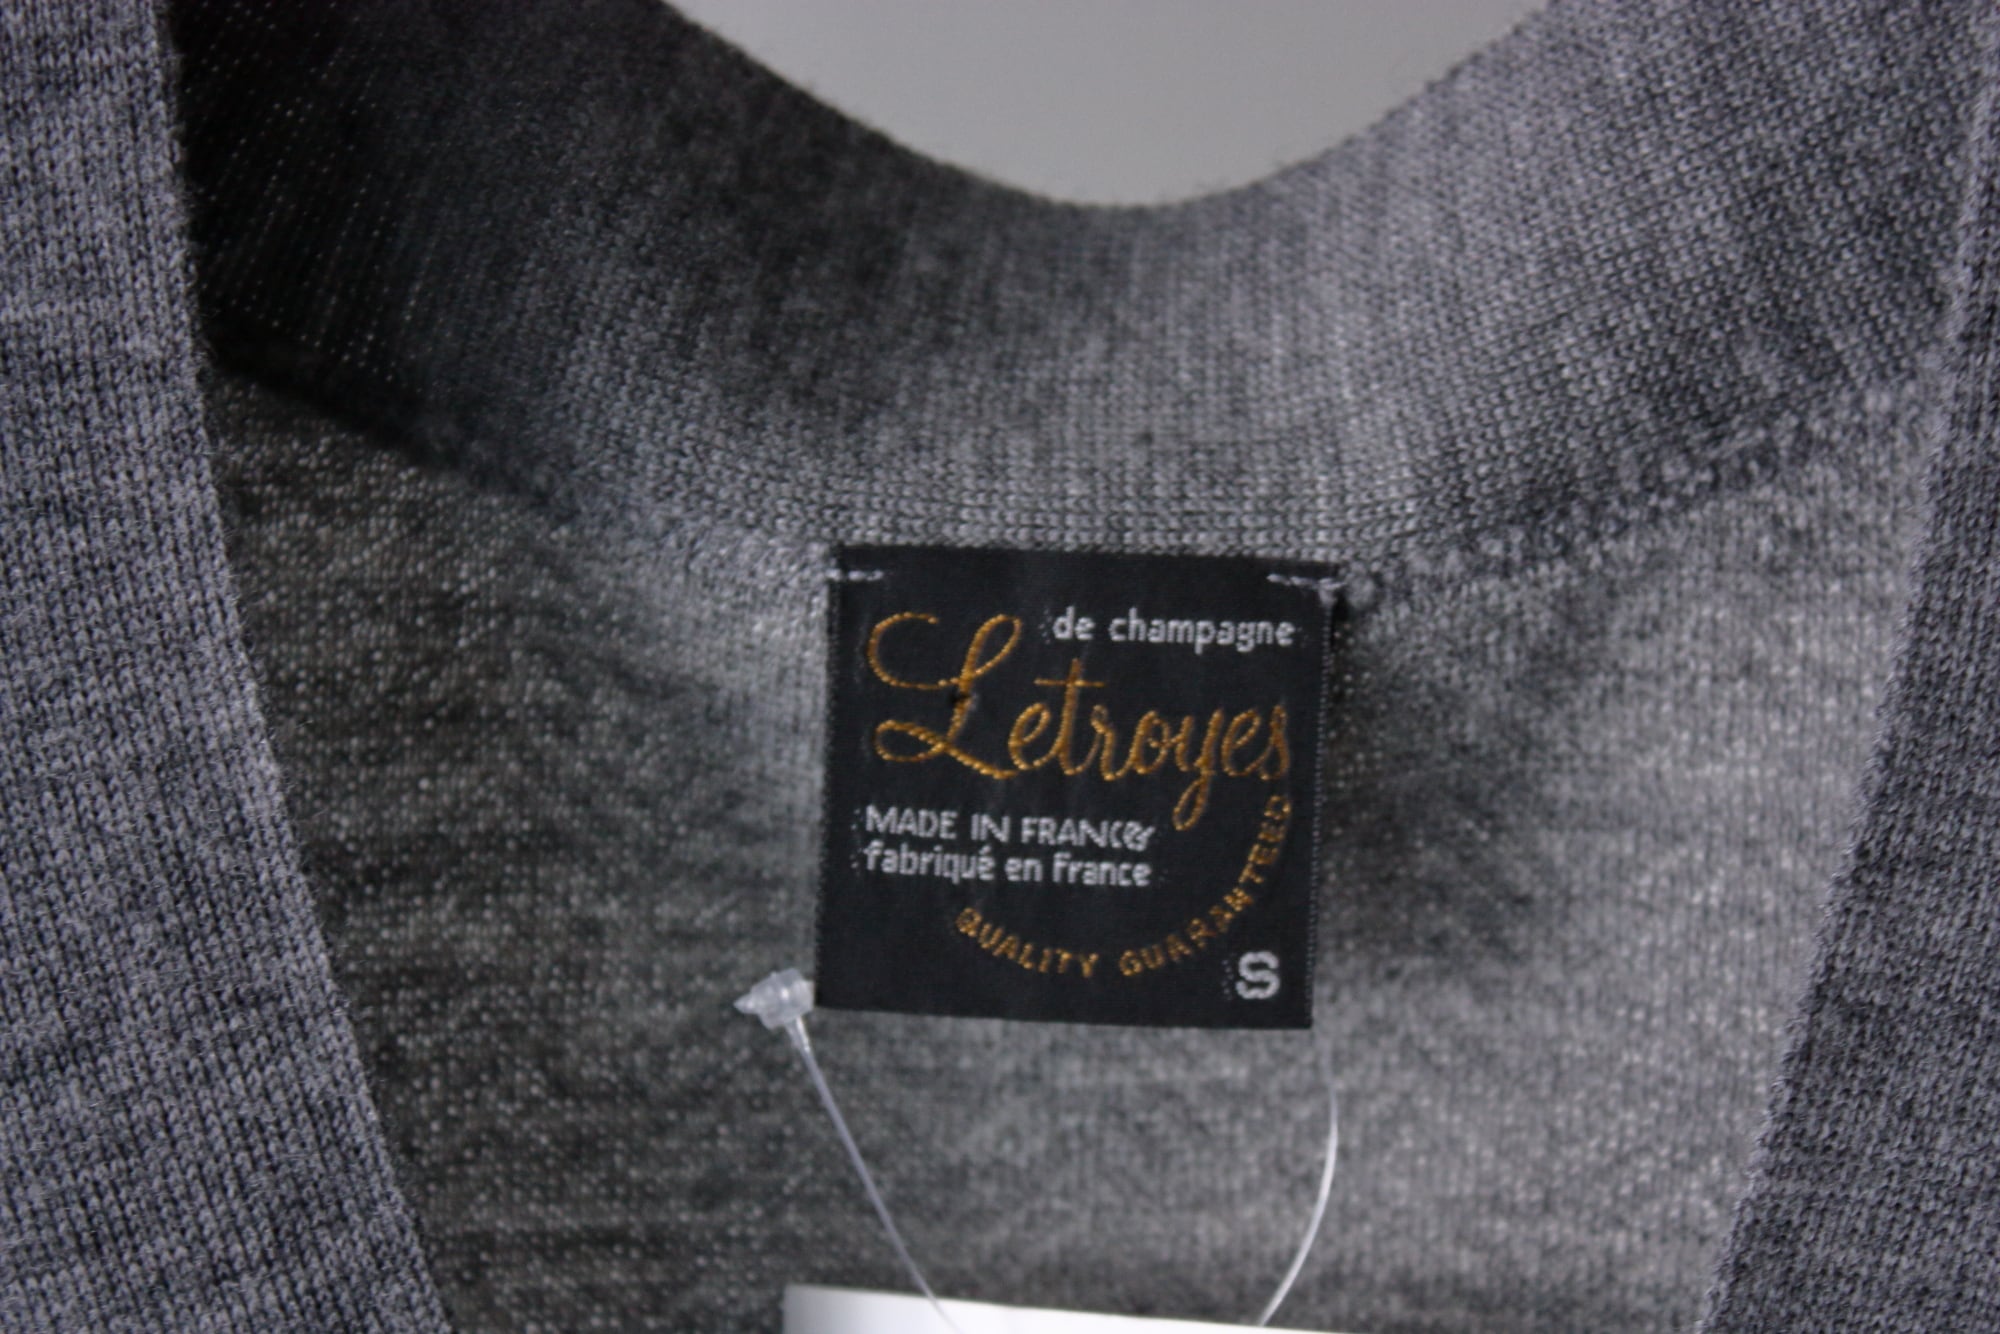 de champagne
Letroyes
MADE IN FRANCE
fabriqué en France
QUALITY GUARANTEED
S